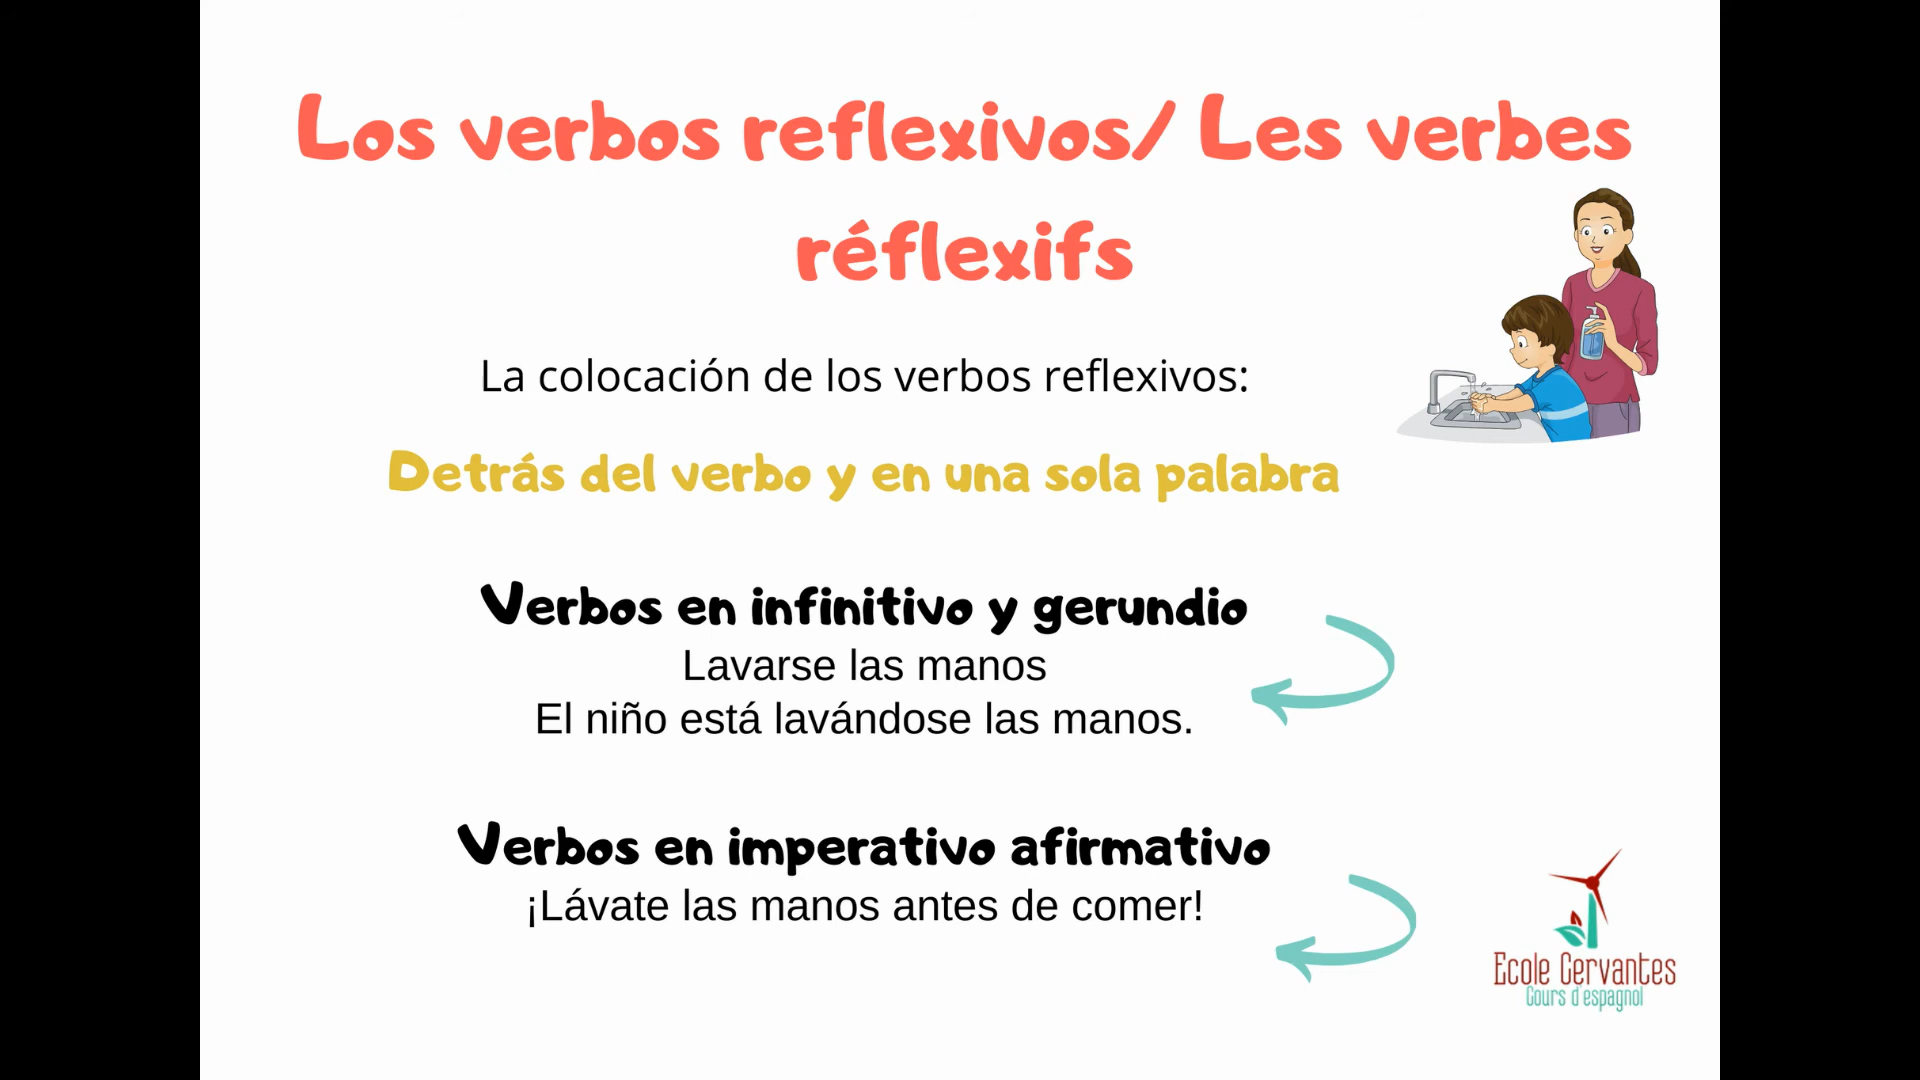 Los verbos reflexivos/ Les verbes
réflexifs
La colocación de los verbos reflexivos:
Detrás del verbo y en una sola palabra
Verbos en infinitivo y gerundio
Lavarse las manos
El niño está lavándose las manos.
Verbos en imperativo afirmativo
¡Lávate las manos antes de comer!
Ecole Cervantes
Cours d'espagnol